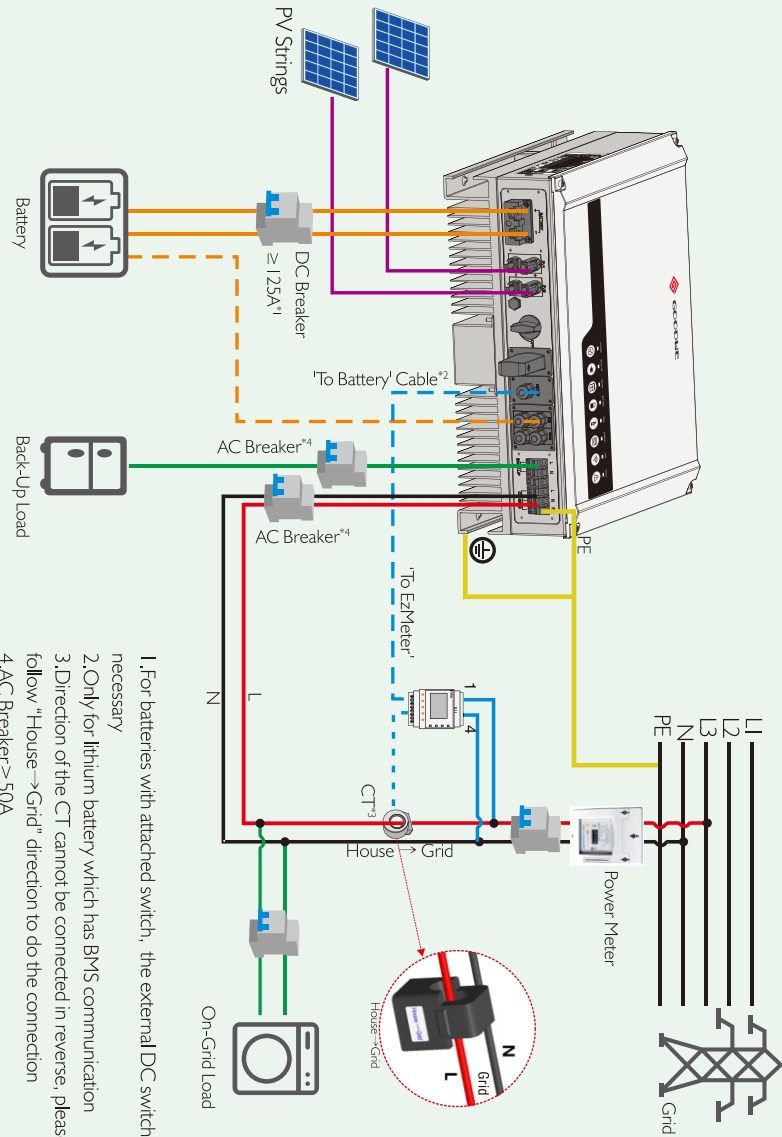 PV Strings
Battery
DC Breaker
≥125A*1
'To Battery' Cable*2
Back-Up Load
AC Breaker*4
AC Breaker*4
GOODWE
PE
'To EzMeter'
L
N
1
4
CT*3
House → Grid
Power Meter
L1
L2
L3
N
PE
Grid
House→Grid
N
Grid
L
House→Grid
On-Grid Load
1.For batteries with attached switch, the external DC switch
necessary
2.Only for lithium battery which has BMS communication
3.Direction of the CT cannot be connected in reverse, pleas
follow "House→Grid" direction to do the connection
4.AC Breaker>50A